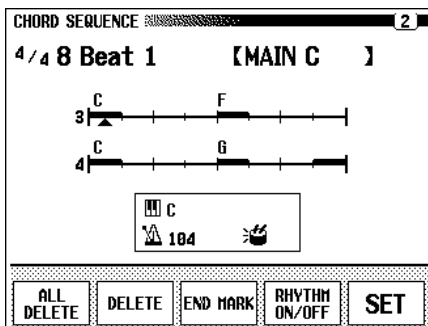 CHORD SEQUENCE 2
4/4 8 Beat 1 【MAIN C 】
C F
3
C G
4
C
104
ALL DELETE
DELETE
END MARK
RHYTHM ON/OFF
SET